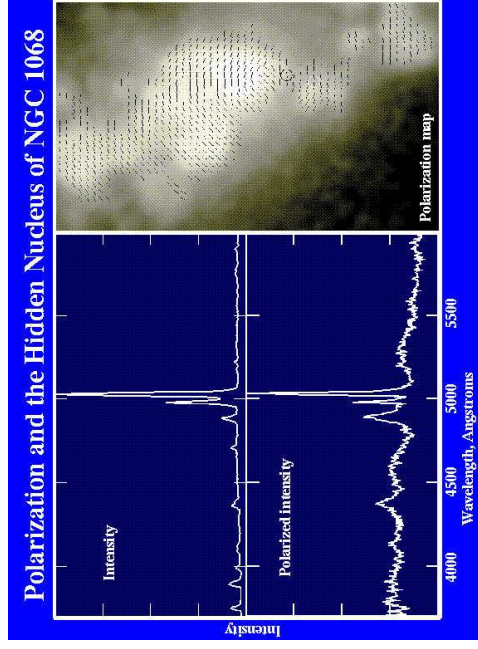 Polarization and the Hidden Nucleus of NGC 1068
Intensity
Intensity
Polarized intensity
4000
4500
5000
5500
Wavelength, Angstroms
Polarization map